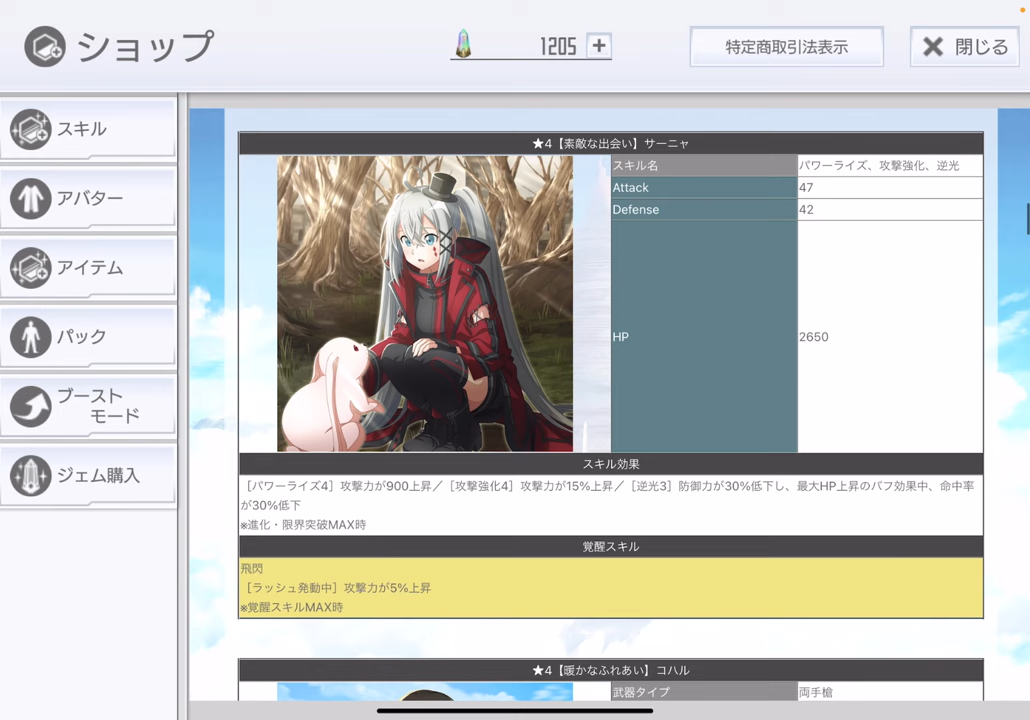 ショップ
1205
特定商取引法表示
閉じる
スキル
アバター
アイテム
パック
ブースト
モード
ジェム購入
★4【素敵な出会い】サーニャ
スキル名
パワーライズ、攻撃強化、逆光
Attack
47
Defense
42
HP
2650
スキル効果
［パワーライズ4］攻撃力が900上昇／［攻撃強化4］攻撃力が15%上昇／［逆光3］防御力が30%低下し、最大HP上昇のバフ効果中、命中率
が30%低下
※進化・限界突破MAX時
覚醒スキル
飛閃
［ラッシュ発動中］攻撃力が5%上昇
※覚醒スキルMAX時
★4【暖かなふれあい】コハル
武器タイプ
両手槍